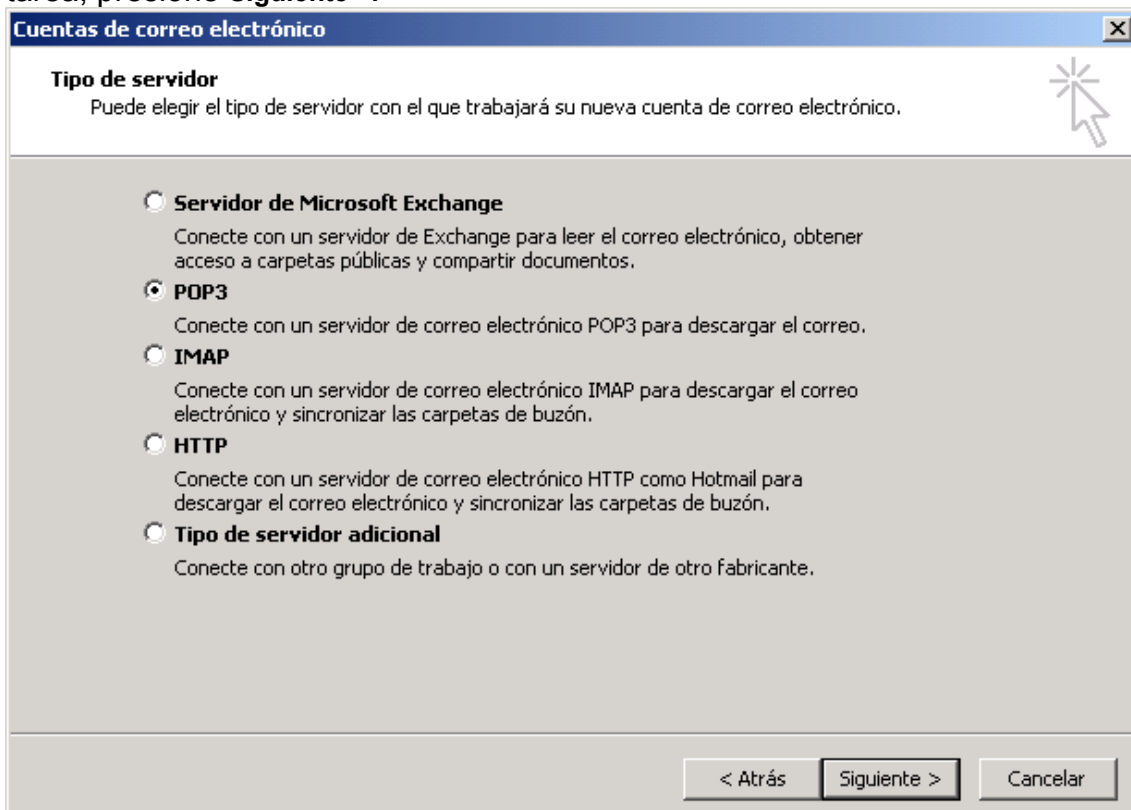 tarea, presione Siguiente >.
Cuentas de correo electrónico
Tipo de servidor
Puede elegir el tipo de servidor con el que trabajará su nueva cuenta de correo electrónico.
Servidor de Microsoft Exchange
Conecte con un servidor de Exchange para leer el correo electrónico, obtener
acceso a carpetas públicas y compartir documentos.
POP3
Conecte con un servidor de correo electrónico POP3 para descargar el correo.
IMAP
Conecte con un servidor de correo electrónico IMAP para descargar el correo
electrónico y sincronizar las carpetas de buzón.
HTTP
Conecte con un servidor de correo electrónico HTTP como Hotmail para
descargar el correo electrónico y sincronizar las carpetas de buzón.
Tipo de servidor adicional
Conecte con otro grupo de trabajo o con un servidor de otro fabricante.
< Atrás Siguiente > Cancelar